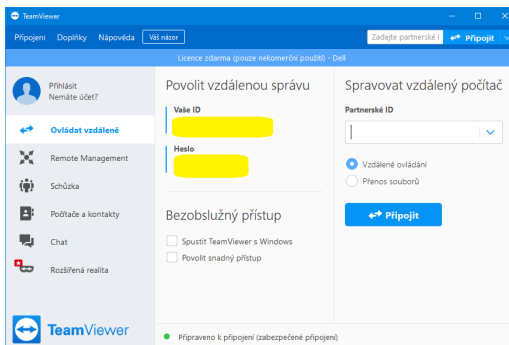 TeamViewer
Připojení Doplňky Nápověda Váš názor Zadejte partnerské I Připojit
Licence zdarma (pouze nekomerční použití) - Dell
Přihlásit
Nemáte účet?
Ovládat vzdáleně
Remote Management
Schůzka
Počítače a kontakty
Chat
Rozšířená realita
TeamViewer
Povolit vzdálenou správu
Vaše ID
Heslo
Bezobslužný přístup
Spustit TeamViewer s Windows
Povolit snadný přístup
Spravovat vzdálený počítač
Partnerské ID
Vzdálené ovládání
Přenos souborů
Připojit
Připraveno k připojení (zabezpečené připojení)